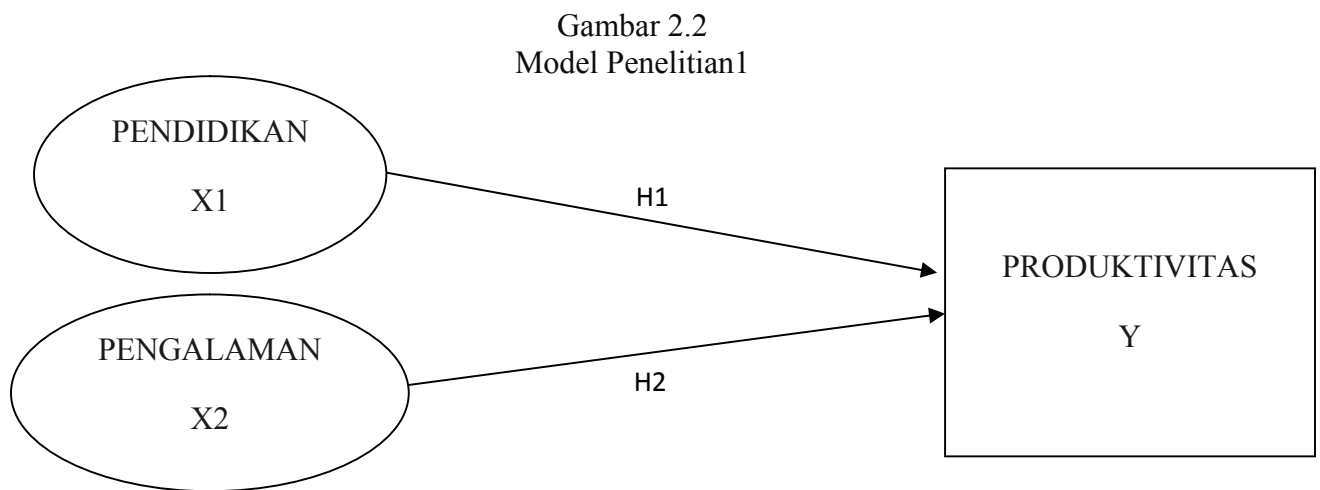 Gambar 2.2
Model Penelitian1
PENDIDIKAN
X1
H1
PRODUKTIVITAS
Y
PENGALAMAN
X2
H2